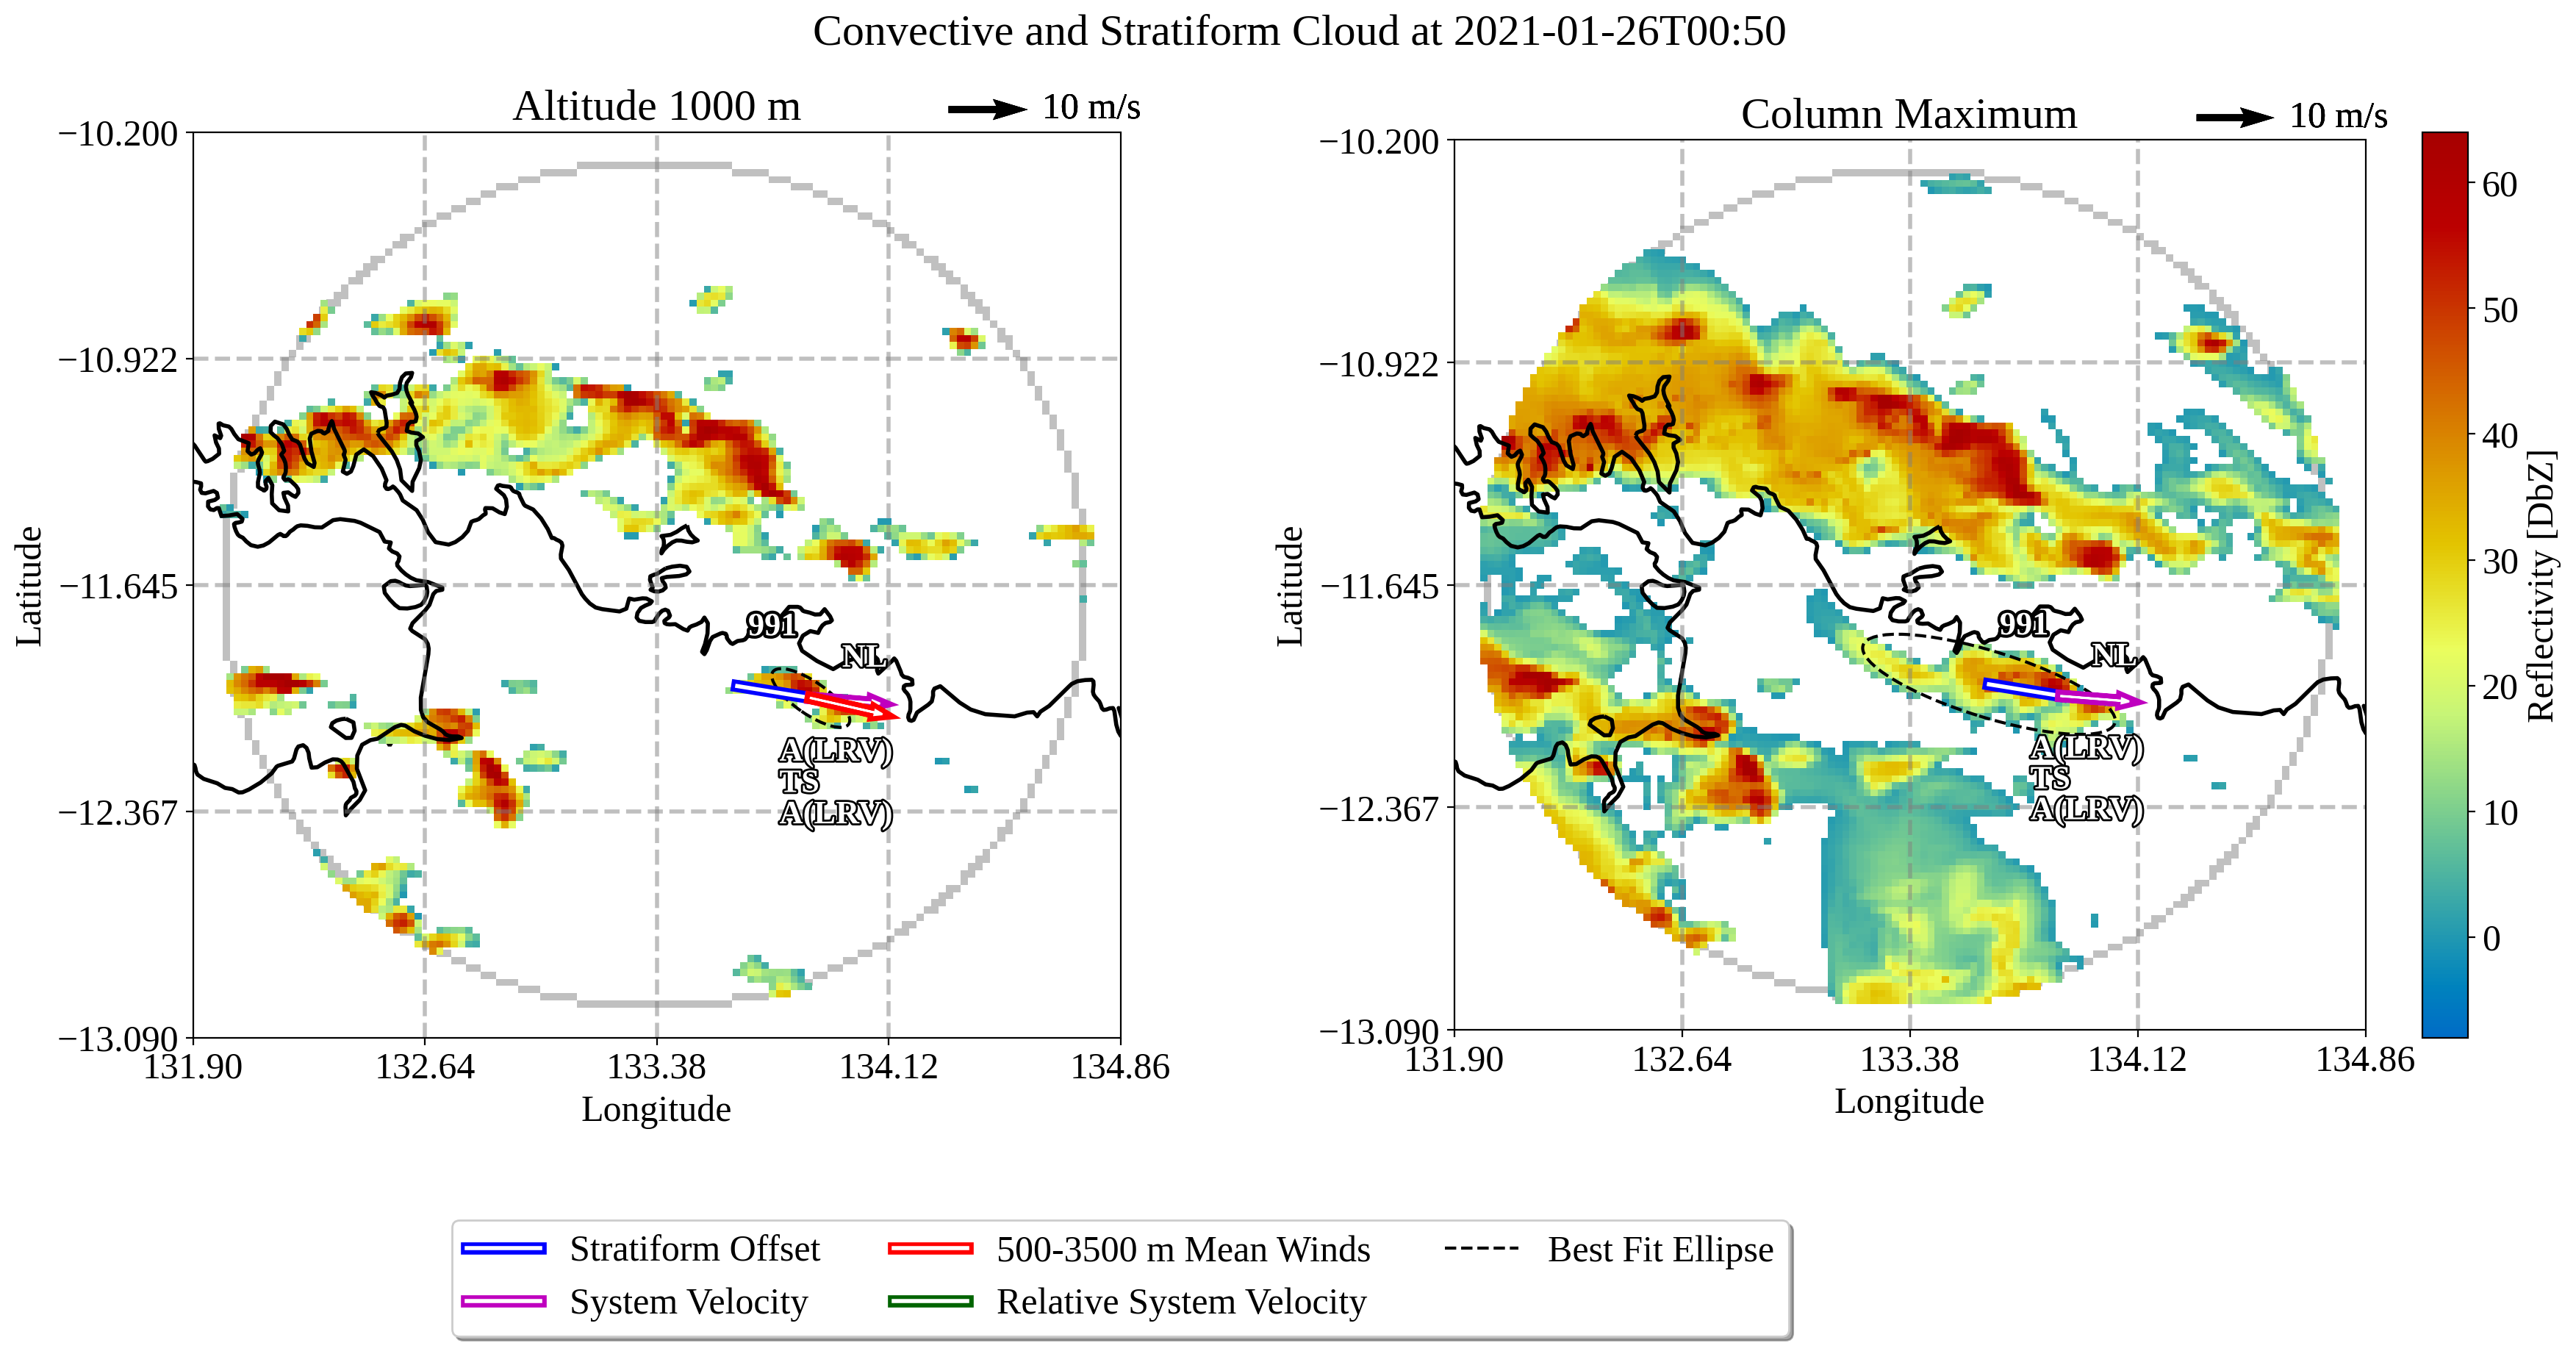 Convective and Stratiform Cloud at 2021-01-26T00:50
Altitude 1000 m
10 m/s
−10.200
−10.922
−11.645
−12.367
−13.090
Latitude
131.90
132.64
133.38
134.12
134.86
Longitude
991
NL
A(LRV)
TS
A(LRV)
Column Maximum
10 m/s
−10.200
−10.922
−11.645
−12.367
−13.090
Latitude
131.90
132.64
133.38
134.12
134.86
Longitude
991
NL
A(LRV)
TS
A(LRV)
60
50
40
30
20
10
0
Reflectivity [DbZ]
Stratiform Offset
System Velocity
500-3500 m Mean Winds
Relative System Velocity
Best Fit Ellipse